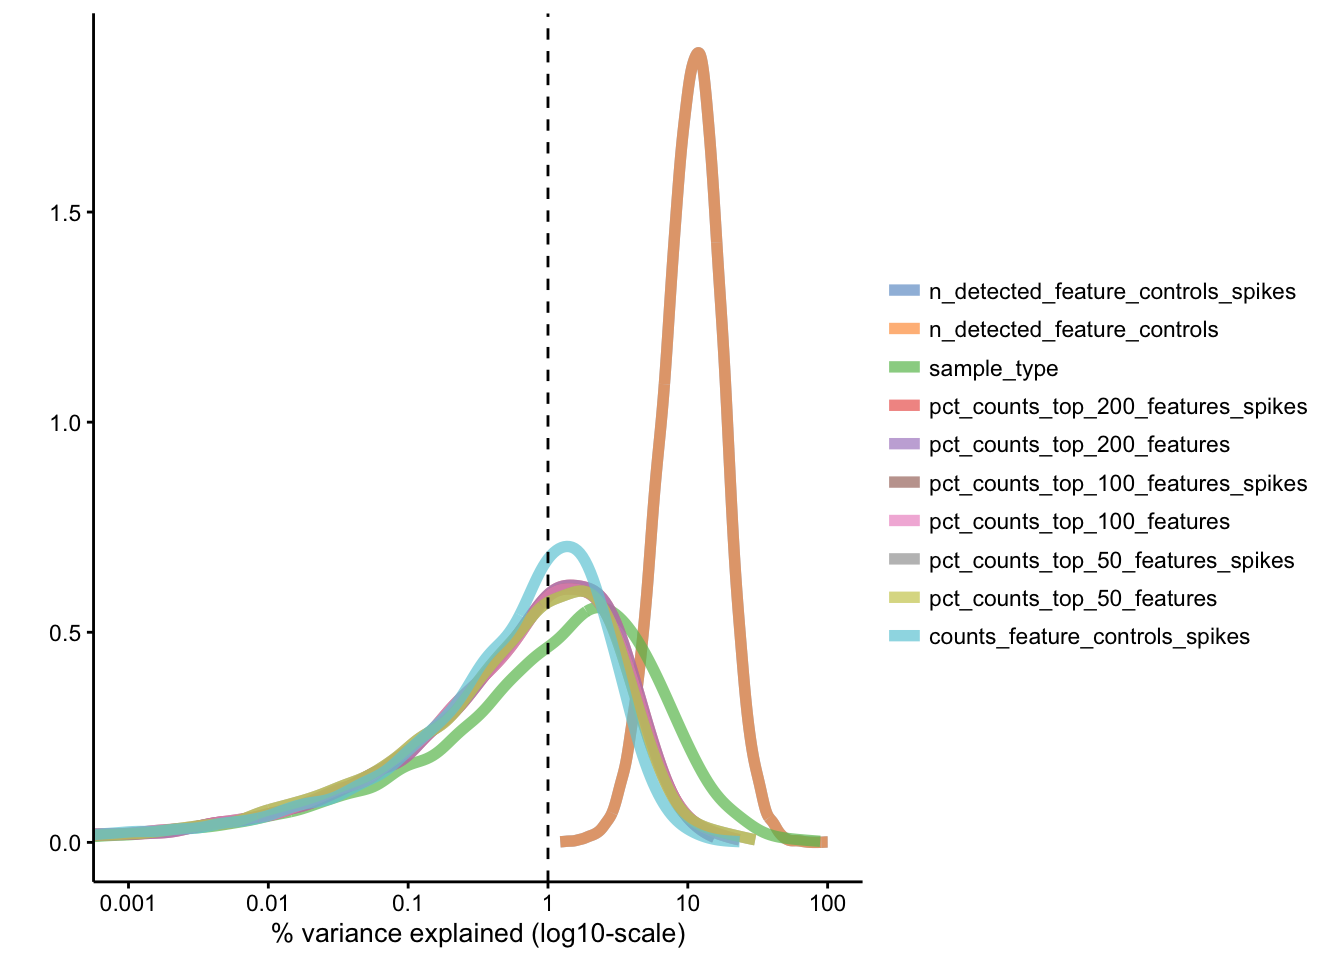 1.5
1.0
0.5
0.0
0.001 0.01 0.1 1 10 100
% variance explained (log10-scale)
n_detected_feature_controls_spikes
n_detected_feature_controls
sample_type
pct_counts_top_200_features_spikes
pct_counts_top_200_features
pct_counts_top_100_features_spikes
pct_counts_top_100_features
pct_counts_top_50_features_spikes
pct_counts_top_50_features
counts_feature_controls_spikes